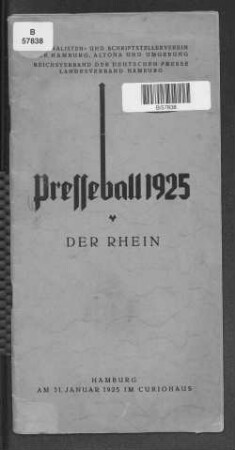 B
57638
JOURNALISTEN- UND SCHRIFTSTELLERVEREIN
FÜR HAMBURG, ALTONA UND UMGEBUNG
REICHSVERBAND DER DEUTSCHEN PRESSE
LANDESVERBAND HAMBURG
B/57638
Presseball 1925
DER RHEIN
HAMBURG
AM 31. JANUAR 1925 IM CURIOHAUS